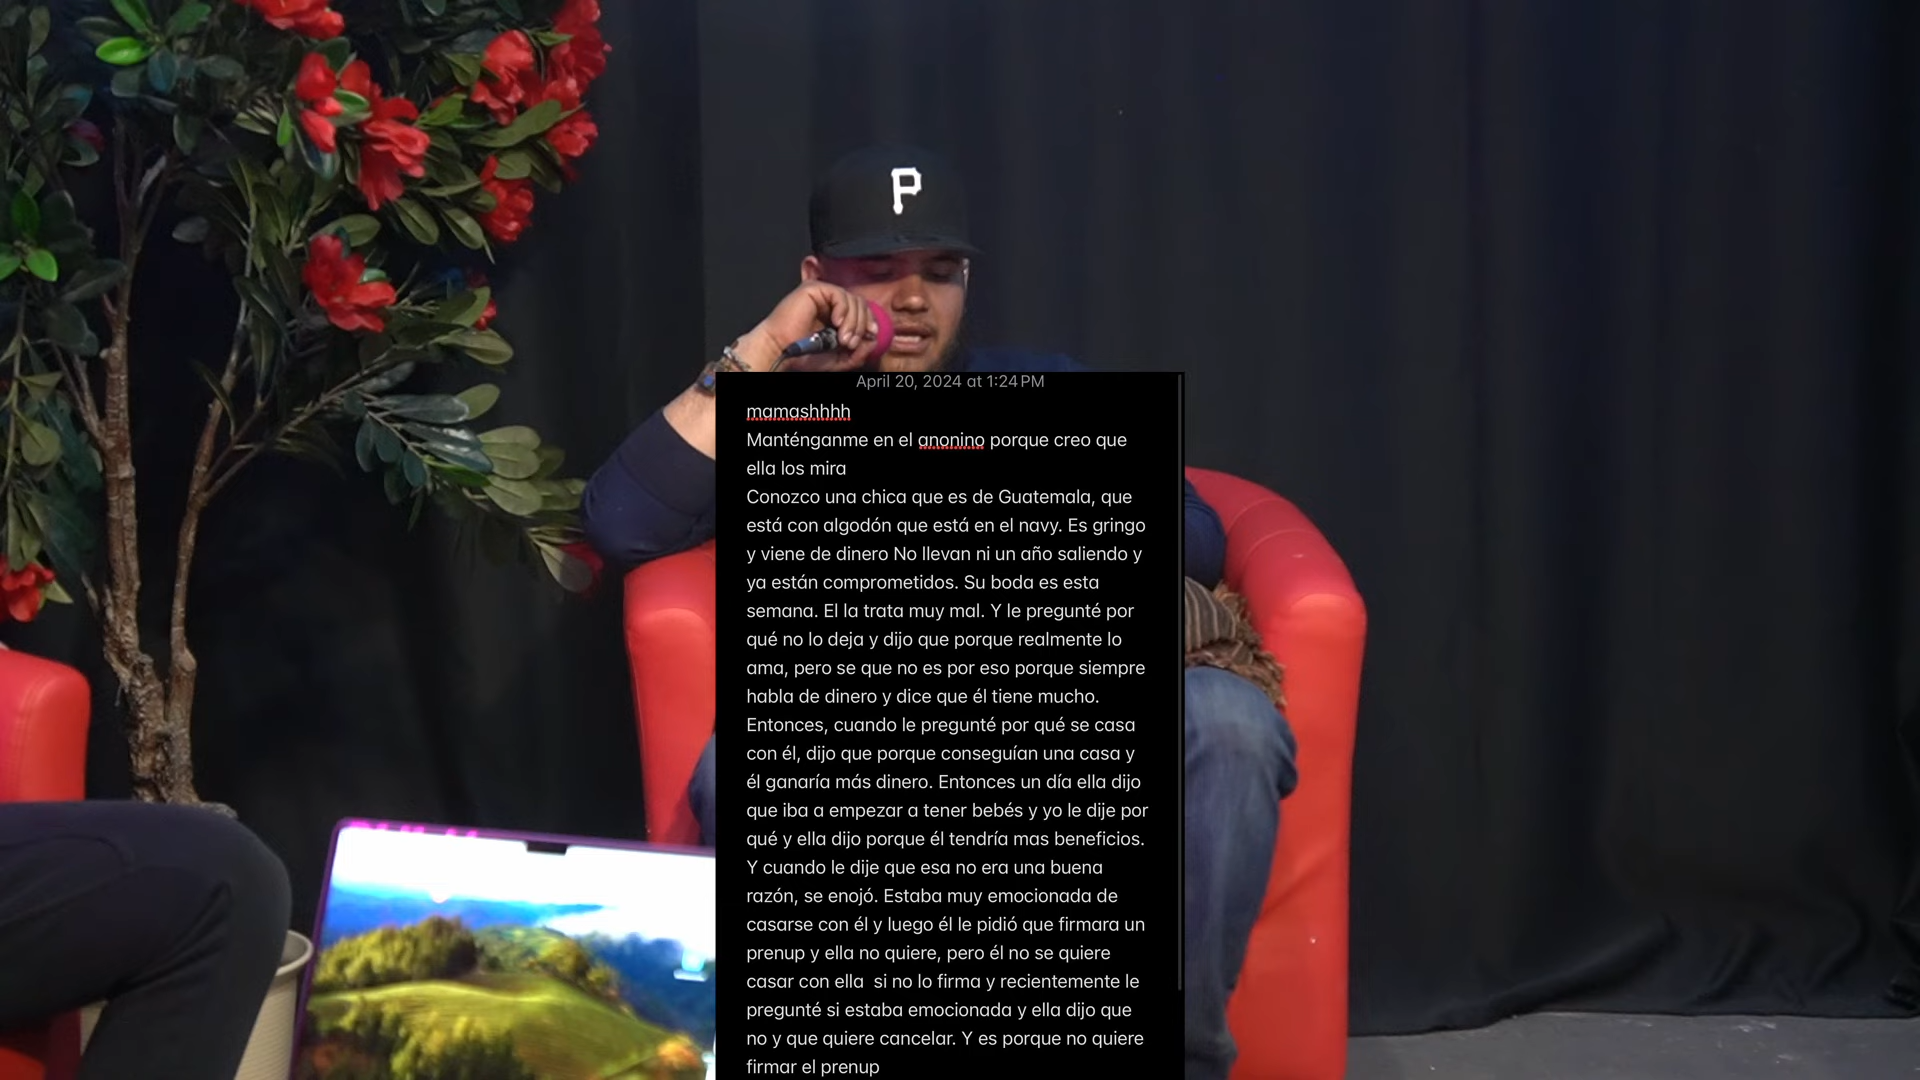 P
April 20, 2024 at 1:24 PM
mamashhhh
Manténganme en el anonino porque creo que
ella los mira
Conozco una chica que es de Guatemala, que
está con algodón que está en el navy. Es gringo
y viene de dinero No llevan ni un año saliendo y
ya están comprometidos. Su boda es esta
semana. El la trata muy mal. Y le pregunté por
qué no lo deja y dijo que porque realmente lo
ama, pero se que no es por eso porque siempre
habla de dinero y dice que él tiene mucho.
Entonces, cuando le pregunté por qué se casa
con él, dijo que porque conseguían una casa y
él ganaría más dinero. Entonces un día ella dijo
que iba a empezar a tener bebés y yo le dije por
qué y ella dijo porque él tendría mas beneficios.
Y cuando le dije que esa no era una buena
razón, se enojó. Estaba muy emocionada de
casarse con él y luego él le pidió que firmara un
prenup y ella no quiere, pero él no se quiere
casar con ella  si no lo firma y recientemente le
pregunté si estaba emocionada y ella dijo que
no y que quiere cancelar. Y es porque no quiere
firmar el prenup